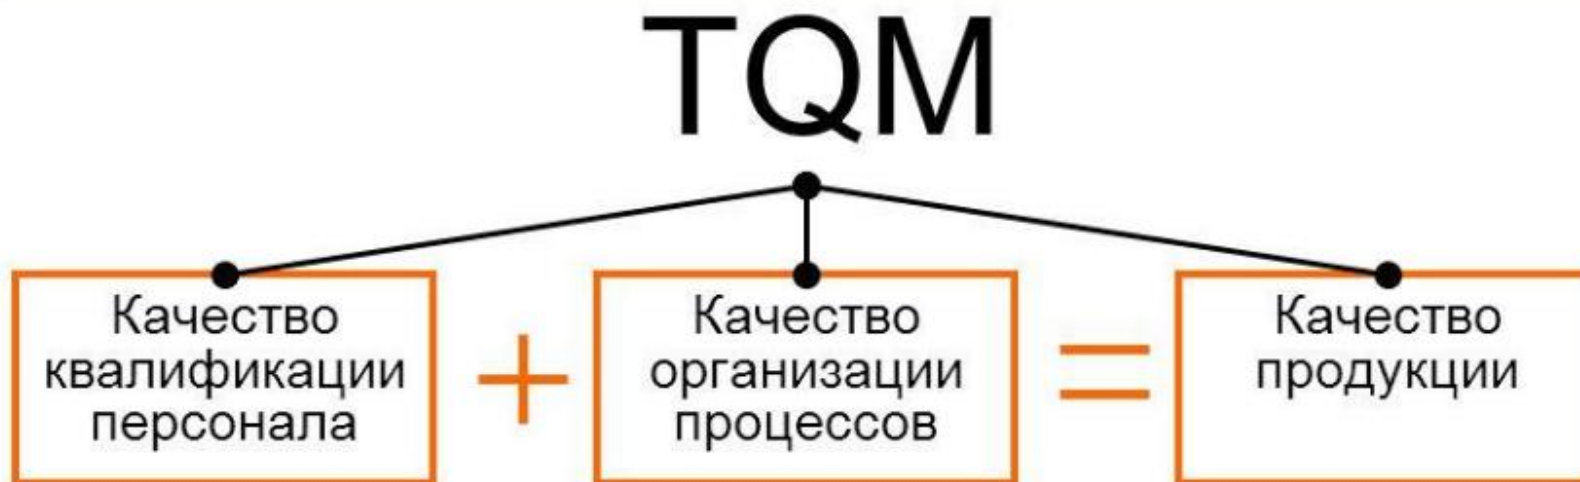 TQM
Качество
квалификации
персонала
+
Качество
организации
процессов
=
Качество
продукции